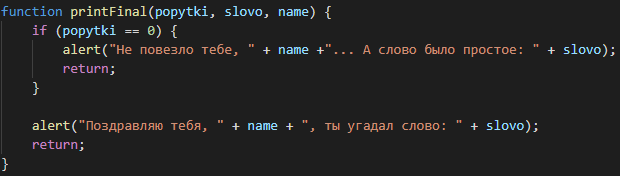 function printFinal(popytki, slovo, name) {
if (popytki == 0) {
alert("Не повезло тебе, " + name +"... А слово было простое: " + slovo);
return;
}
alert("Поздравляю тебя, " + name + ", ты угадал слово: " + slovo);
return;
}